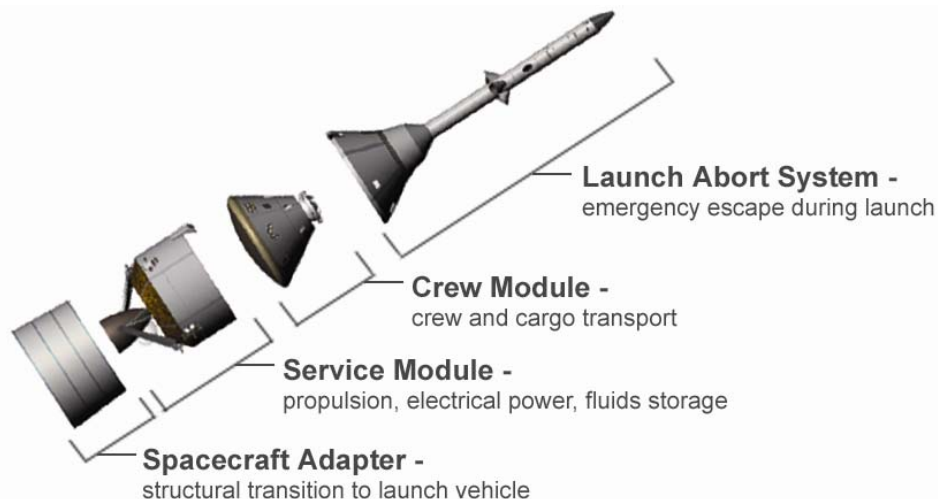 Launch Abort System -
emergency escape during launch
Crew Module -
crew and cargo transport
Service Module -
propulsion, electrical power, fluids storage
Spacecraft Adapter -
structural transition to launch vehicle